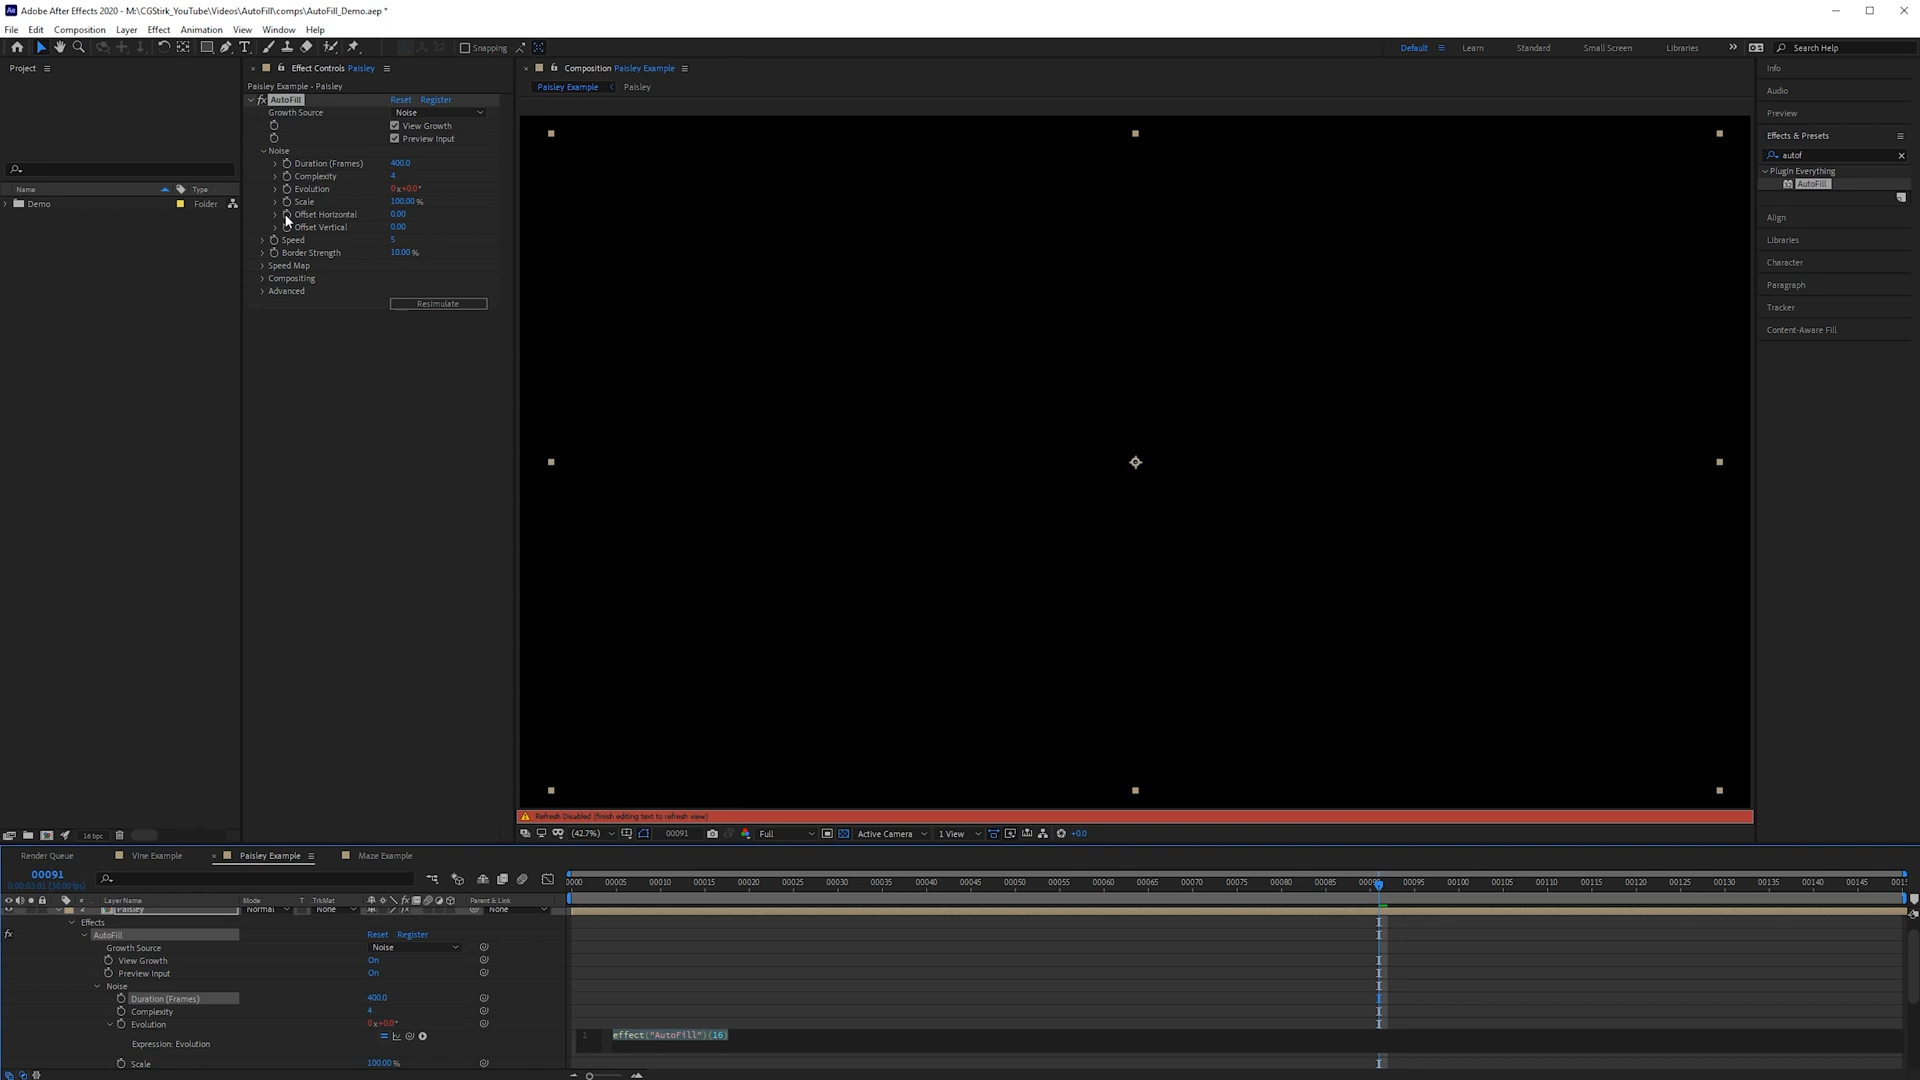 Adobe After Effects 2020 - M:\CGStirk_YouTube\Videos\AutoFill\comps\AutoFill_Demo.aep *
File Edit Composition Layer Effect Animation View Window Help
Snapping Default Learn Standard Small Screen Libraries Search Help
Project Effect Controls Paisley Composition Paisley Example Info
Paisley Example - Paisley Paisley Example Paisley Audio
AutoFill Reset Register
Growth Source Noise Preview
View Growth
Preview Input Effects & Presets
Noise autof
Duration (Frames) 400.0
Plugin Everything
Complexity 4
AutoFill
Evolution 0x+0.0°
Scale 100.00 %
Name Type
Demo Folder
Offset Horizontal 0.00 Align
Offset Vertical 0.00
Speed 5 Libraries
Border Strength 10.00 %
Speed Map Character
Compositing Paragraph
Advanced
Resimulate Tracker
Content-Aware Fill
Refresh Disabled (finish editing text to refresh view)
16 bpc (42.7%) 00091 Full Active Camera 1 View +0.0
Render Queue Vine Example Paisley Example Maze Example
00091
0:00:03:01 (30.00 fps)
0000 00005 00010 00015 00020 00025 00030 00035 00040 00045 00050 00055 00060 00065 00070 00075 00080 00085 00095 00100 00105 00110 00115 00120 00125 00130 00135 00140 00145
# Layer Name Mode T .TrkMat Parent & Link
2 Paisley Normal None None
Effects
AutoFill Reset Register
Growth Source Noise
View Growth On
Preview Input On
Noise
Duration (Frames) 400.0
Complexity 4
Evolution 0x+0.0°
Expression: Evolution 1 effect("AutoFill")(16)
Scale 100.00 %